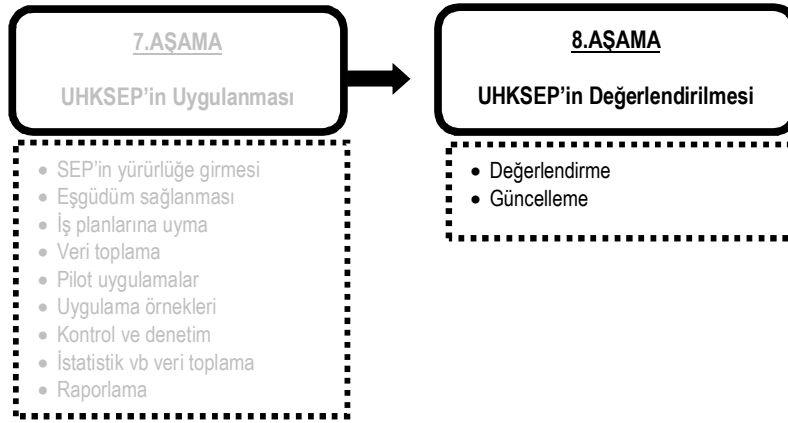 7.AŞAMA
UHKSEP’in Uygulanması
• SEP’in yürürlüğe girmesi
• Eşgüdüm sağlanması
• İş planlarına uyma
• Veri toplama
• Pilot uygulamalar
• Uygulama örnekleri
• Kontrol ve denetim
• İstatistik vb veri toplama
• Raporlama
8.AŞAMA
UHKSEP’in Değerlendirilmesi
• Değerlendirme
• Güncelleme